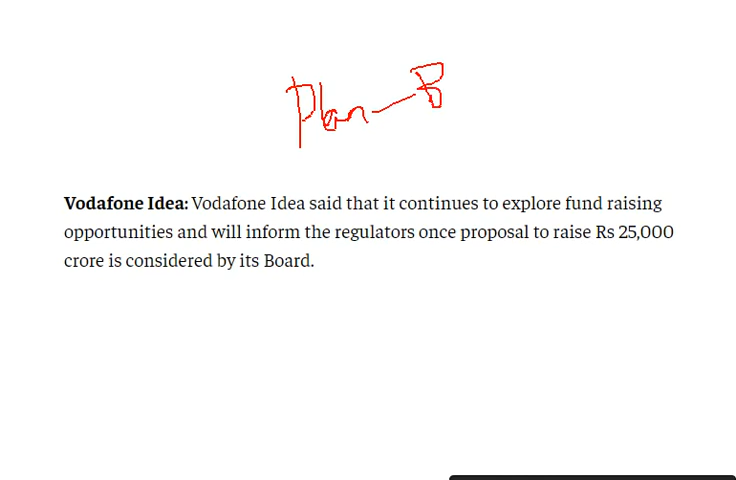 Plan-B
Vodafone Idea: Vodafone Idea said that it continues to explore fund raising
opportunities and will inform the regulators once proposal to raise Rs 25,000
crore is considered by its Board.